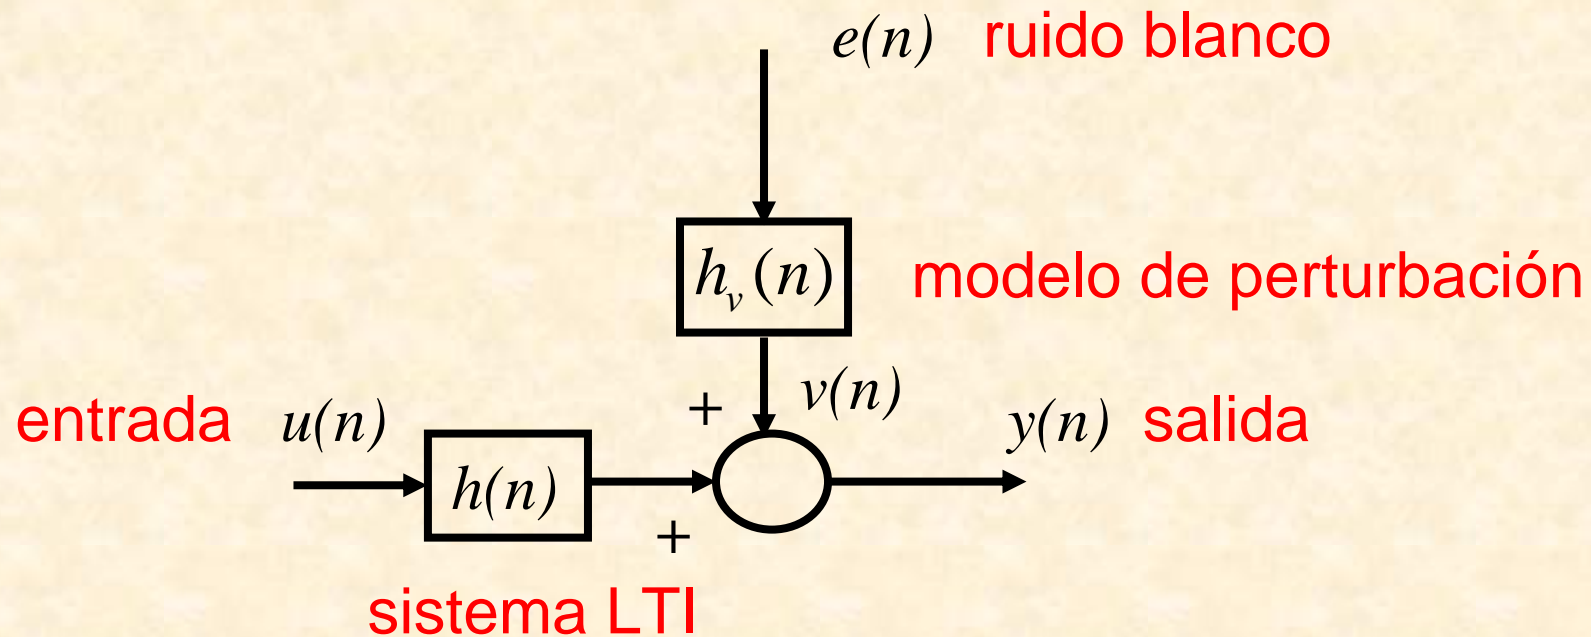 e(n) ruido blanco
h_v(n) modelo de perturbación
+ v(n)
entrada u(n)
y(n) salida
h(n)
+
sistema LTI